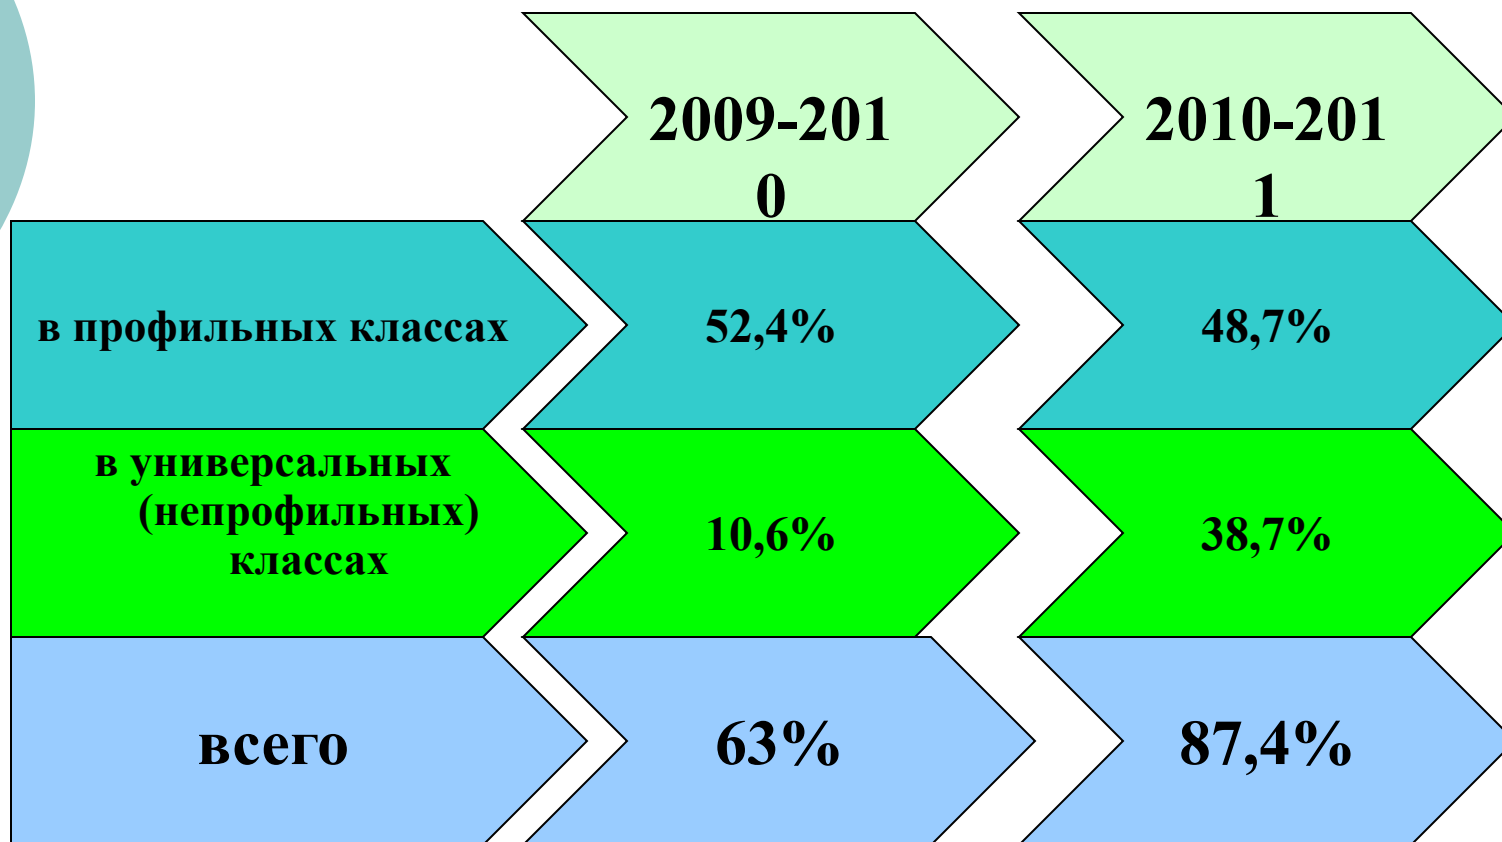 2009-201
0
2010-201
1
в профильных классах
52,4%
48,7%
в универсальных
(непрофильных)
классах
10,6%
38,7%
всего
63%
87,4%